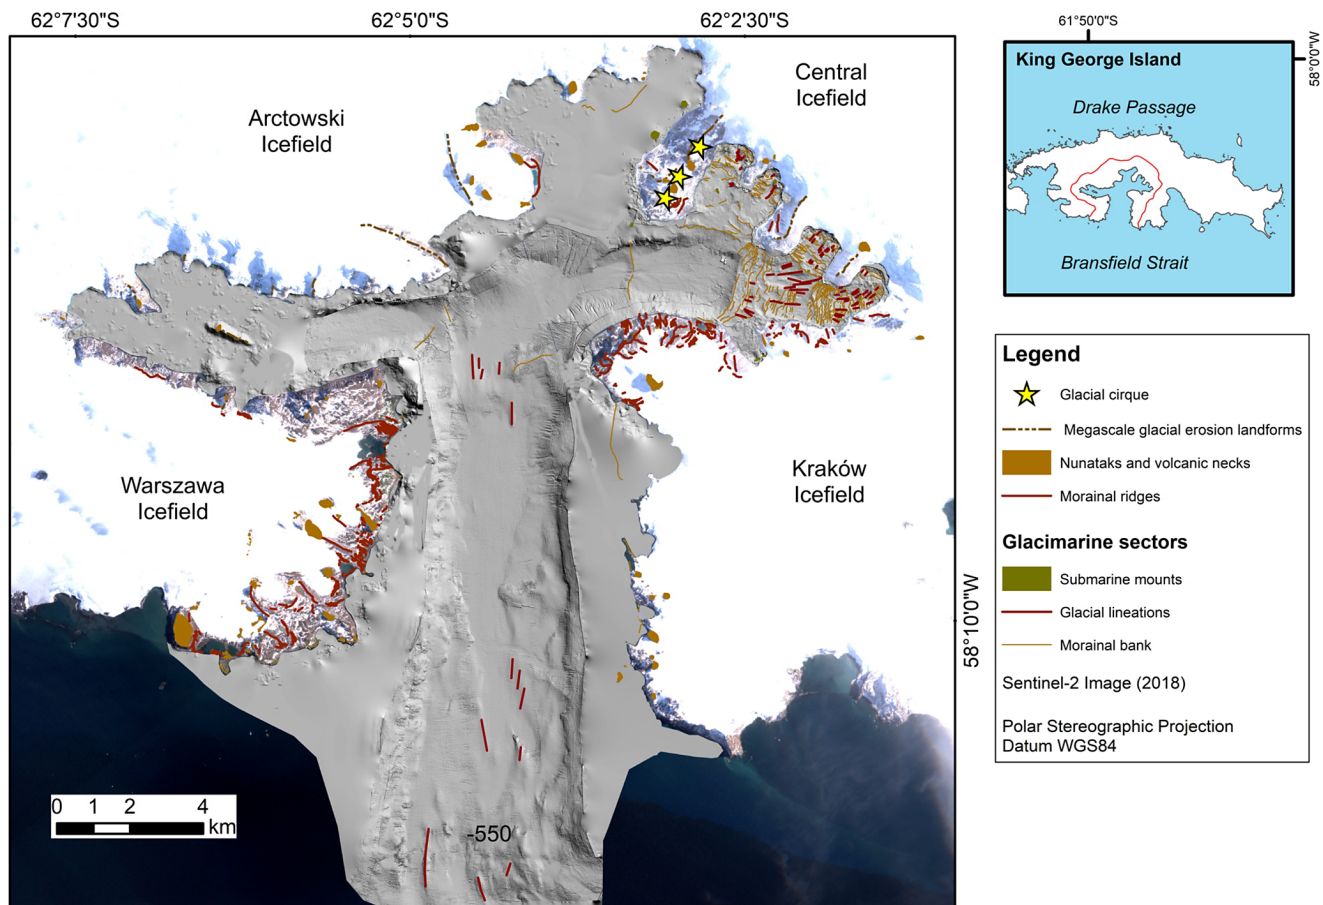 62°7'30"S
62°5'0"S
62°2'30"S
Arctowski
Icefield
Central
Icefield
Warszawa
Icefield
Kraków
Icefield
-550
0 1 2 4
km
58°10'0"W
61°50'0"S
58°0'0"W
King George Island
Drake Passage
Bransfield Strait
Legend
Glacial cirque
Megascale glacial erosion landforms
Nunataks and volcanic necks
Morainal ridges
Glacimarine sectors
Submarine mounts
Glacial lineations
Morainal bank
Sentinel-2 Image (2018)
Polar Stereographic Projection
Datum WGS84